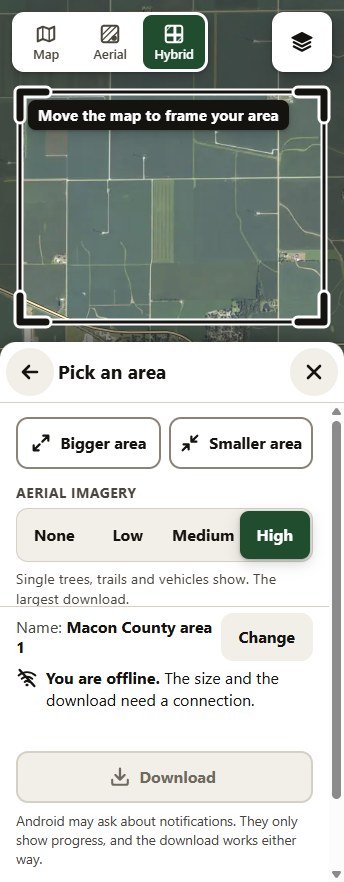 Map
Aerial
Hybrid
Move the map to frame your area
Pick an area
Bigger area
Smaller area
AERIAL IMAGERY
None
Low
Medium
High
Single trees, trails and vehicles show. The
largest download.
Name: Macon County area
1
Change
You are offline. The size and the
download need a connection.
Download
Android may ask about notifications. They only
show progress, and the download works either
way.